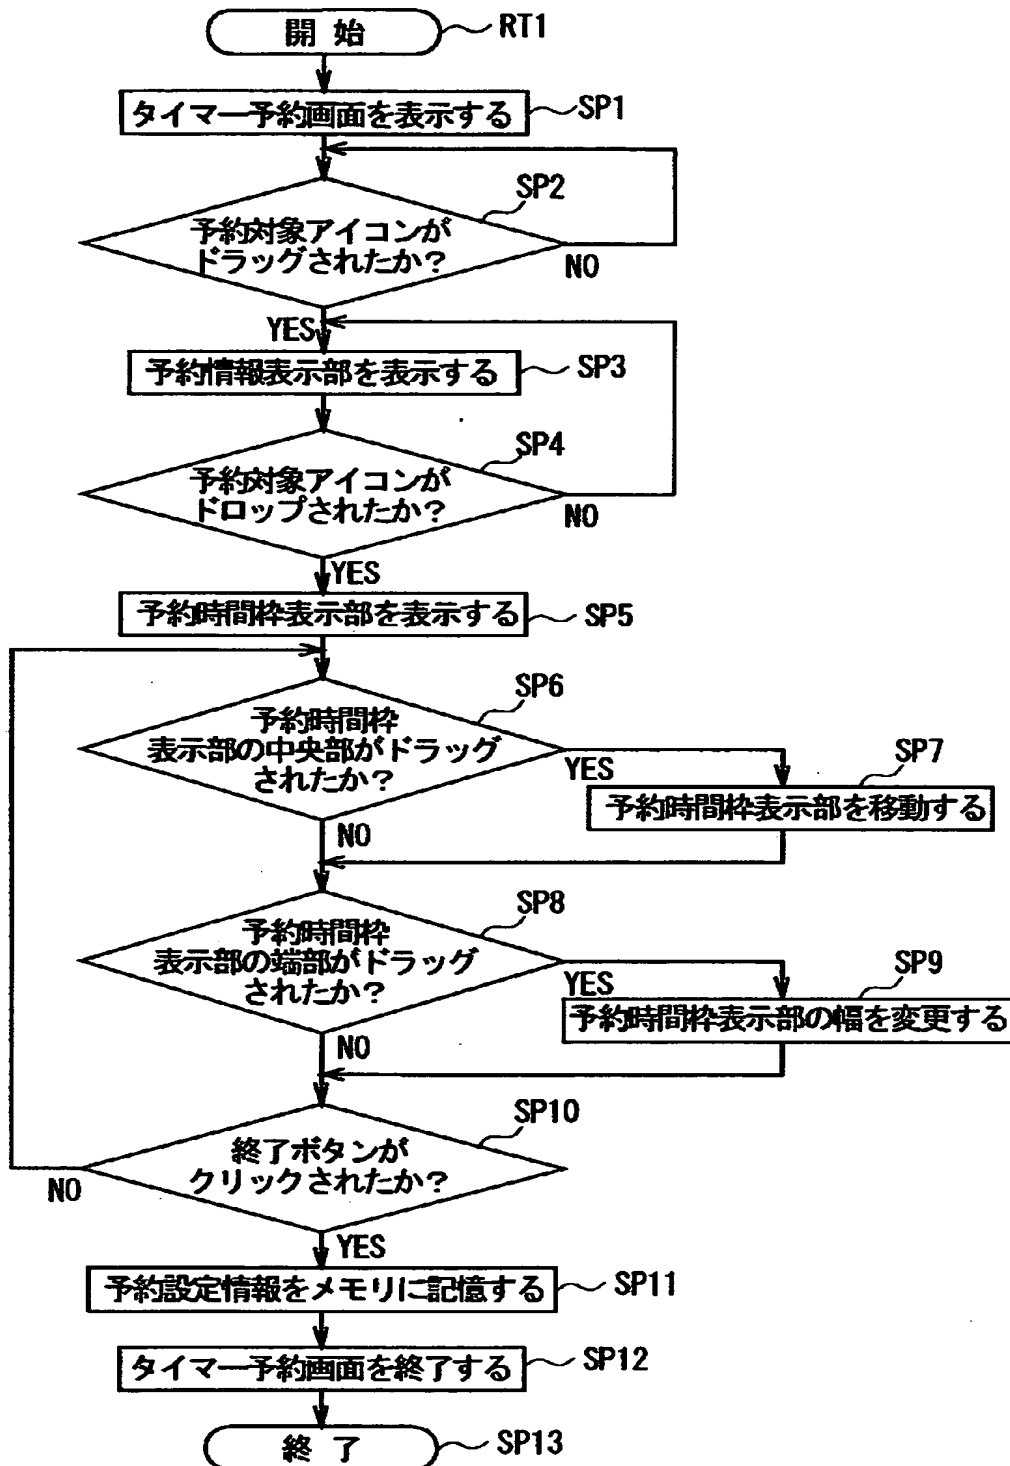 開始
RT1
タイマー予約画面を表示する
SP1
SP2
予約対象アイコンが
ドラッグされたか?
NO
YES
予約情報表示部を表示する
SP3
SP4
予約対象アイコンが
ドロップされたか?
NO
YES
予約時間枠表示部を表示する
SP5
SP6
予約時間枠
表示部の中央部がドラッグ
されたか?
YES
SP7
予約時間枠表示部を移動する
NO
SP8
予約時間枠
表示部の端部がドラッグ
されたか?
YES
SP9
予約時間枠表示部の幅を変更する
NO
SP10
終了ボタンが
クリックされたか?
NO
YES
予約設定情報をメモリに記憶する
SP11
タイマー予約画面を終了する
SP12
終了
SP13